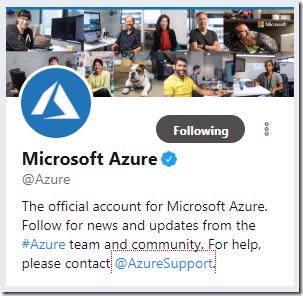 Microsoft
Following
Microsoft Azure
@Azure
The official account for Microsoft Azure.
Follow for news and updates from the
#Azure team and community. For help,
please contact @AzureSupport.